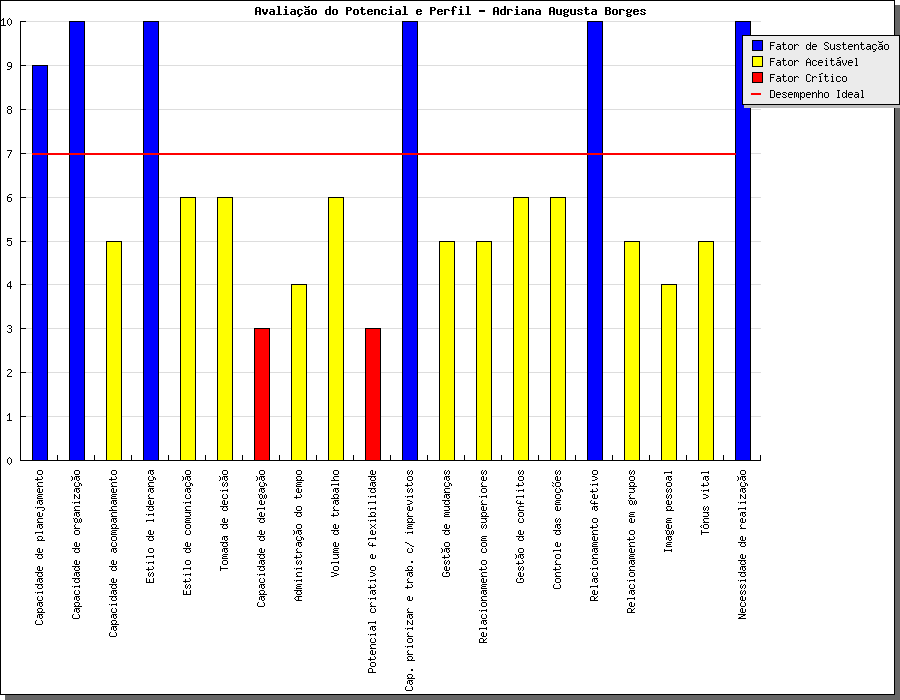 Avaliação do Potencial e Perfil - Adriana Augusta Borges
10
9
8
7
6
5
4
3
2
1
0
Fator de Sustentação
Fator Aceitável
Fator Crítico
Desempenho Ideal
Capacidade de planejamento
Capacidade de organização
Capacidade de acompanhamento
Estilo de liderança
Estilo de comunicação
Tomada de decisão
Capacidade de delegação
Administração do tempo
Volume de trabalho
Potencial criativo e flexibilidade
Cap. priorizar e trab. c/ imprevistos
Gestão de mudanças
Relacionamento com superiores
Gestão de conflitos
Controle das emoções
Relacionamento afetivo
Relacionamento em grupos
Imagem pessoal
Tônus vital
Necessidade de realização